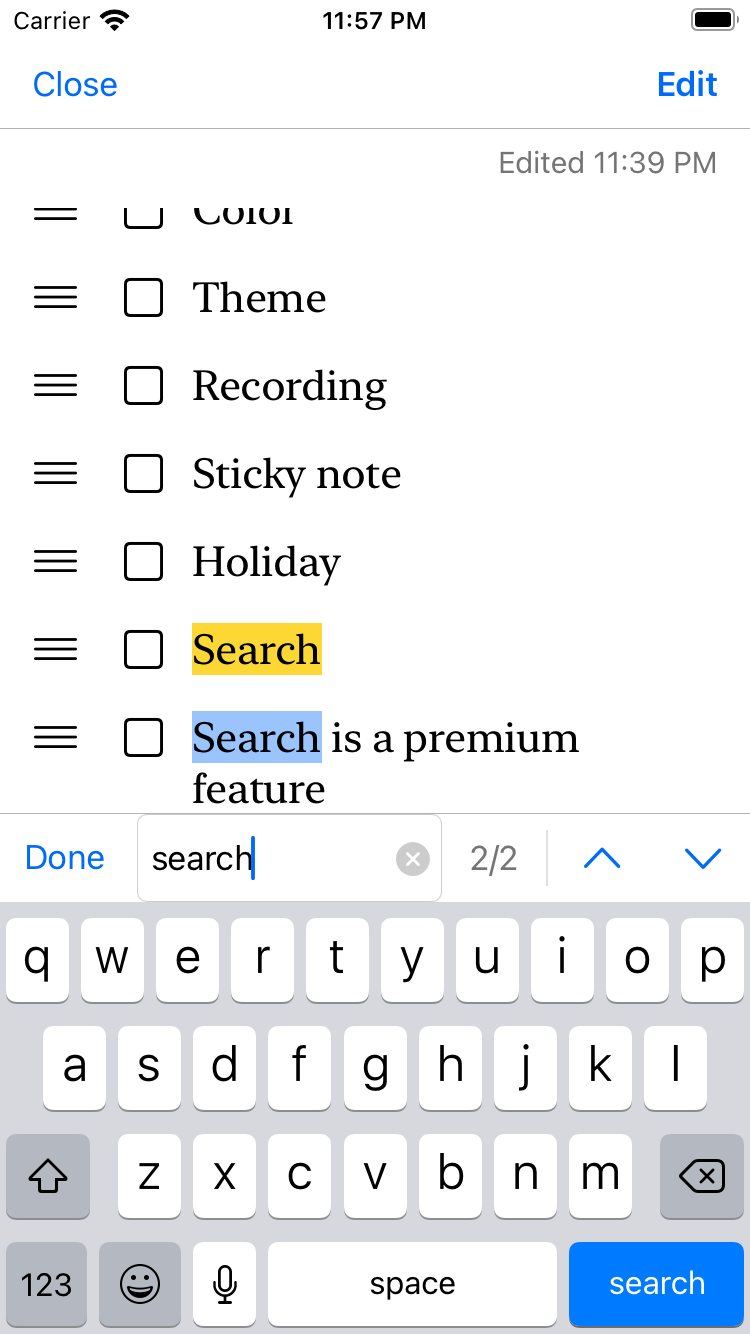 Carrier 11:57 PM
Close Edit
Edited 11:39 PM
Color
Theme
Recording
Sticky note
Holiday
Search
Search is a premium
feature
Done search 2/2
q w e r t y u i o p
a s d f g h j k l
z x c v b n m
123 space search